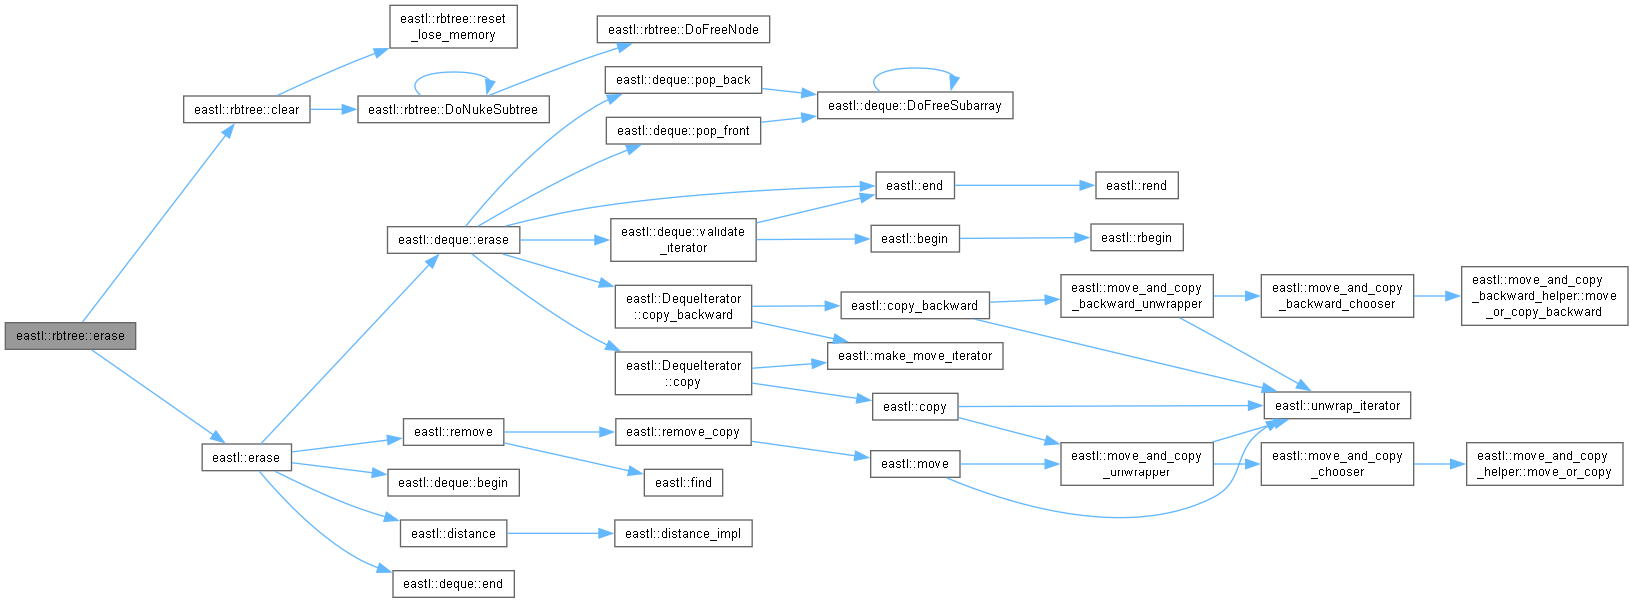 eastl::rbtree::erase
eastl::rbtree::clear
eastl::erase
eastl::rbtree::reset
_lose_memory
eastl::rbtree::DoNukeSubtree
eastl::deque::erase
eastl::remove
eastl::deque::begin
eastl::distance
eastl::deque::end
eastl::rbtree::DoFreeNode
eastl::deque::pop_back
eastl::deque::pop_front
eastl::deque::validate
_iterator
eastl::DequeIterator
::copy_backward
eastl::DequeIterator
::copy
eastl::remove_copy
eastl::find
eastl::distance_impl
eastl::deque::DoFreeSubarray
eastl::end
eastl::begin
eastl::copy_backward
eastl::make_move_iterator
eastl::copy
eastl::move
eastl::rend
eastl::rbegin
eastl::move_and_copy
_backward_unwrapper
eastl::move_and_copy
_unwrapper
eastl::move_and_copy
_backward_chooser
eastl::unwrap_iterator
eastl::move_and_copy
_chooser
eastl::move_and_copy
_backward_helper::move
_or_copy_backward
eastl::move_and_copy
_helper::move_or_copy